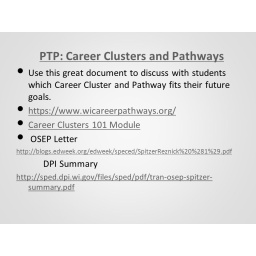 PTP: Career Clusters and Pathways
• Use this great document to discuss with students
which Career Cluster and Pathway fits their future
goals.
• https://www.wicareerpathways.org/
• Career Clusters 101 Module
• OSEP Letter
http://blogs.edweek.org/edweek/speced/SpitzerReznick%20%281%29.pdf
DPI Summary
http://sped.dpi.wi.gov/files/sped/pdf/tran-osep-spitzer-
summary.pdf